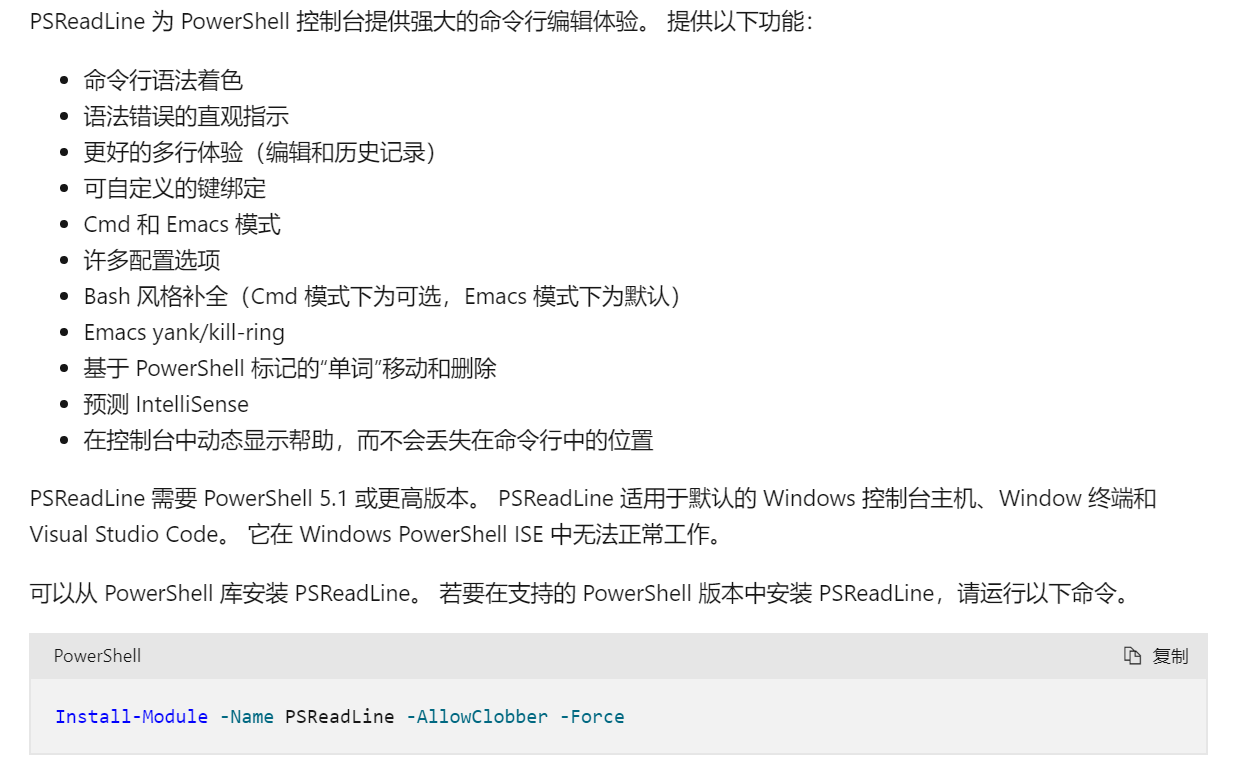 PSReadLine 为 PowerShell 控制台提供强大的命令行编辑体验。 提供以下功能：
命令行语法着色
语法错误的直观指示
更好的多行体验（编辑和历史记录）
可自定义的键绑定
Cmd 和 Emacs 模式
许多配置选项
Bash 风格补全（Cmd 模式下为可选，Emacs 模式下为默认）
Emacs yank/kill-ring
基于 PowerShell 标记的“单词”移动和删除
预测 IntelliSense
在控制台中动态显示帮助，而不会丢失在命令行中的位置
PSReadLine 需要 PowerShell 5.1 或更高版本。 PSReadLine 适用于默认的 Windows 控制台主机、Window 终端和
Visual Studio Code。 它在 Windows PowerShell ISE 中无法正常工作。
可以从 PowerShell 库安装 PSReadLine。 若要在支持的 PowerShell 版本中安装 PSReadLine，请运行以下命令。
PowerShell 复制
Install-Module -Name PSReadLine -AllowClobber -Force